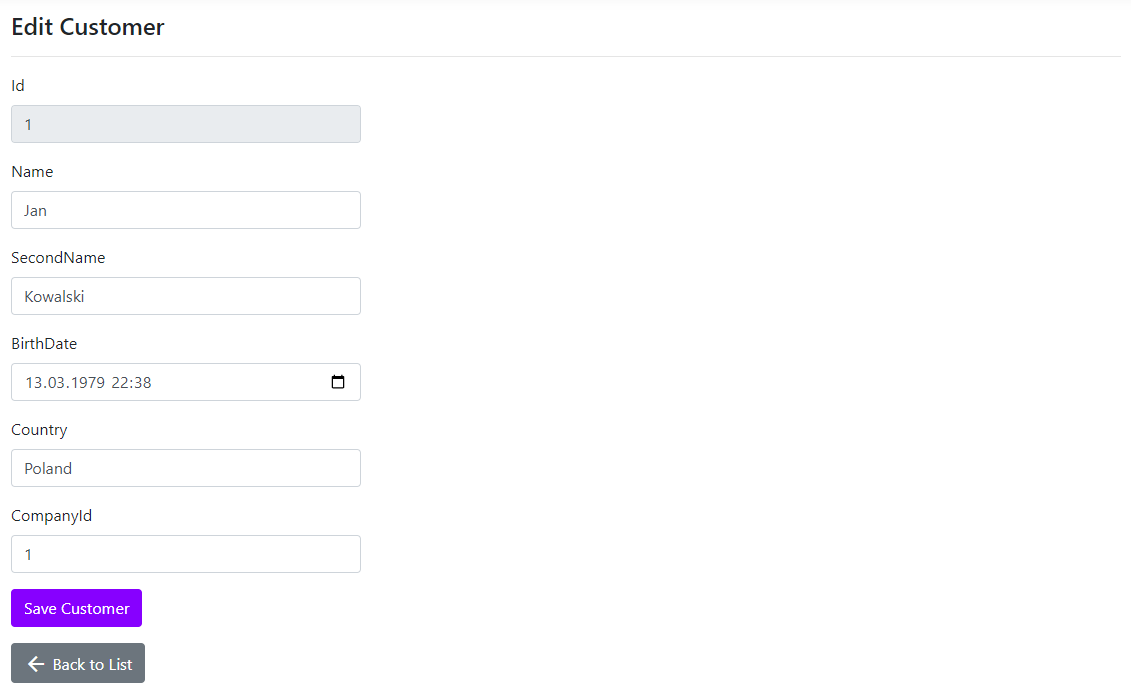 Edit Customer
Id
1
Name
Jan
SecondName
Kowalski
BirthDate
13.03.1979 22:38
Country
Poland
CompanyId
1
Save Customer
Back to List